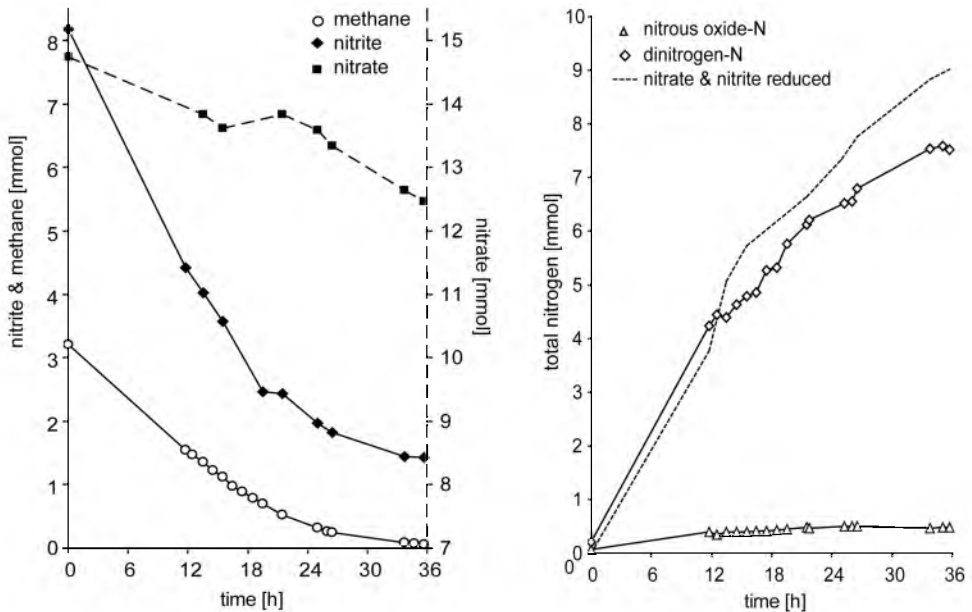 methane
nitrite
nitrate
nitrite & methane [mmol]
8
7
6
5
4
3
2
1
0
15
14
13
12
11
10
9
8
7
nitrate [mmol]
0 6 12 18 24 30 36
time [h]
nitrous oxide-N
dinitrogen-N
nitrate & nitrite reduced
total nitrogen [mmol]
10
9
8
7
6
5
4
3
2
1
0
0 6 12 18 24 30 36
time [h]